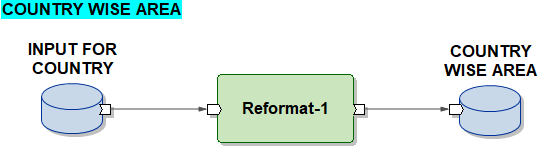 COUNTRY WISE AREA
INPUT FOR
COUNTRY
Reformat-1
COUNTRY
WISE AREA